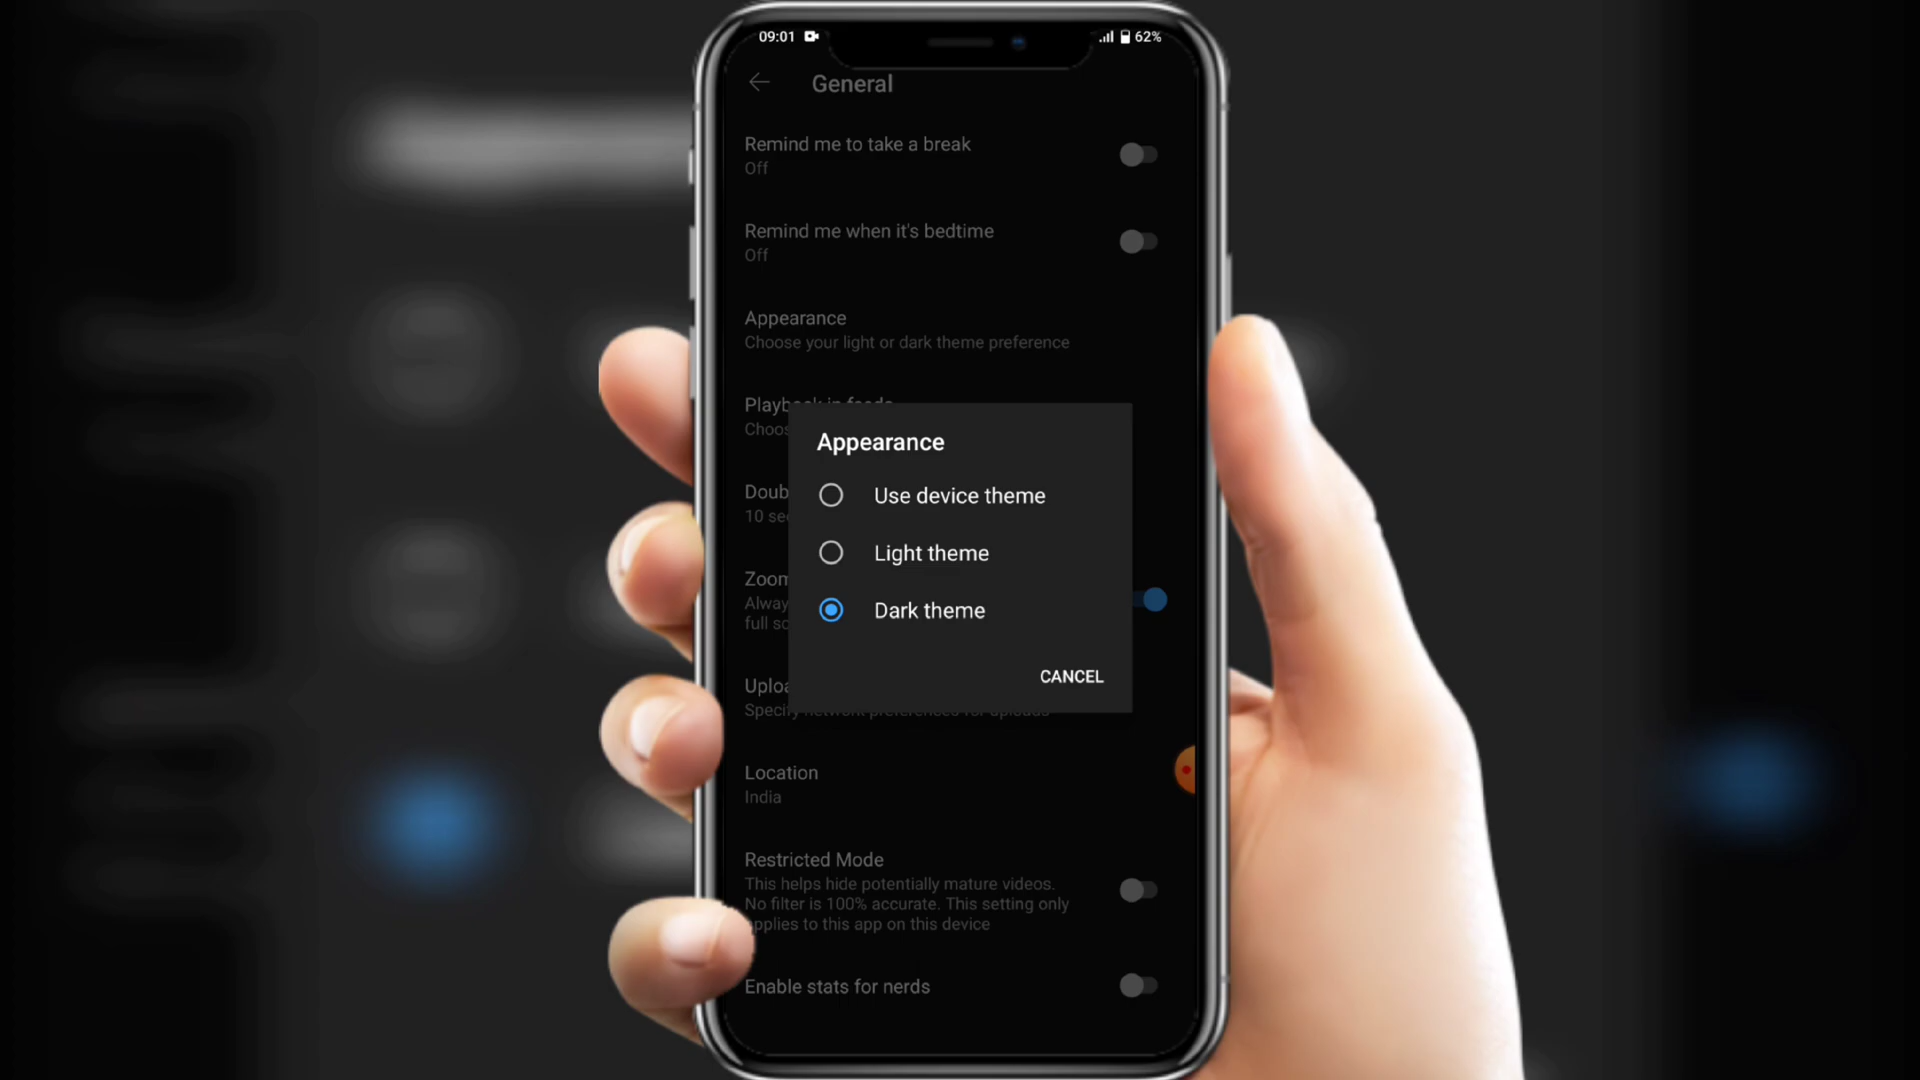 09:01
62%
General
Remind me to take a break
Off
Remind me when it's bedtime
Off
Appearance
Choose your light or dark theme preference
Playback in feeds
Choos
Appearance
Use device theme
Light theme
Dark theme
CANCEL
Doub
10 sec
Zoom
Alway
full sc
Uploa
Specify network preferences for uploads
Location
India
Restricted Mode
This helps hide potentially mature videos.
No filter is 100% accurate. This setting only
applies to this app on this device
Enable stats for nerds